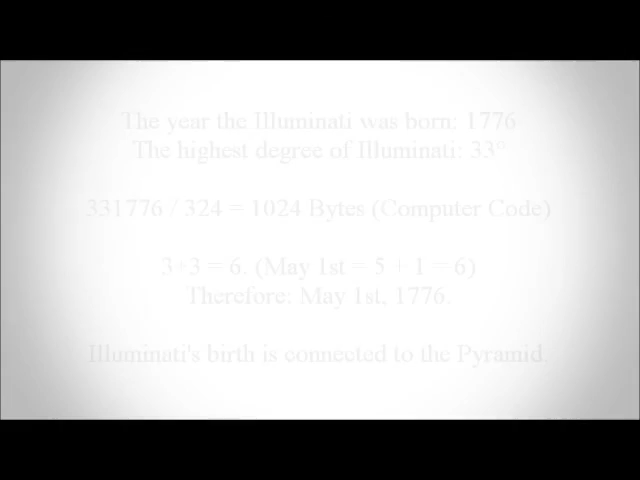 The year the Illuminati was born: 1776
The highest degree of Illuminati: 33°
331776 / 324 = 1024 Bytes (Computer Code)
3+3 = 6. (May 1st = 5 + 1 = 6)
Therefore: May 1st, 1776.
Illuminati's birth is connected to the Pyramid.